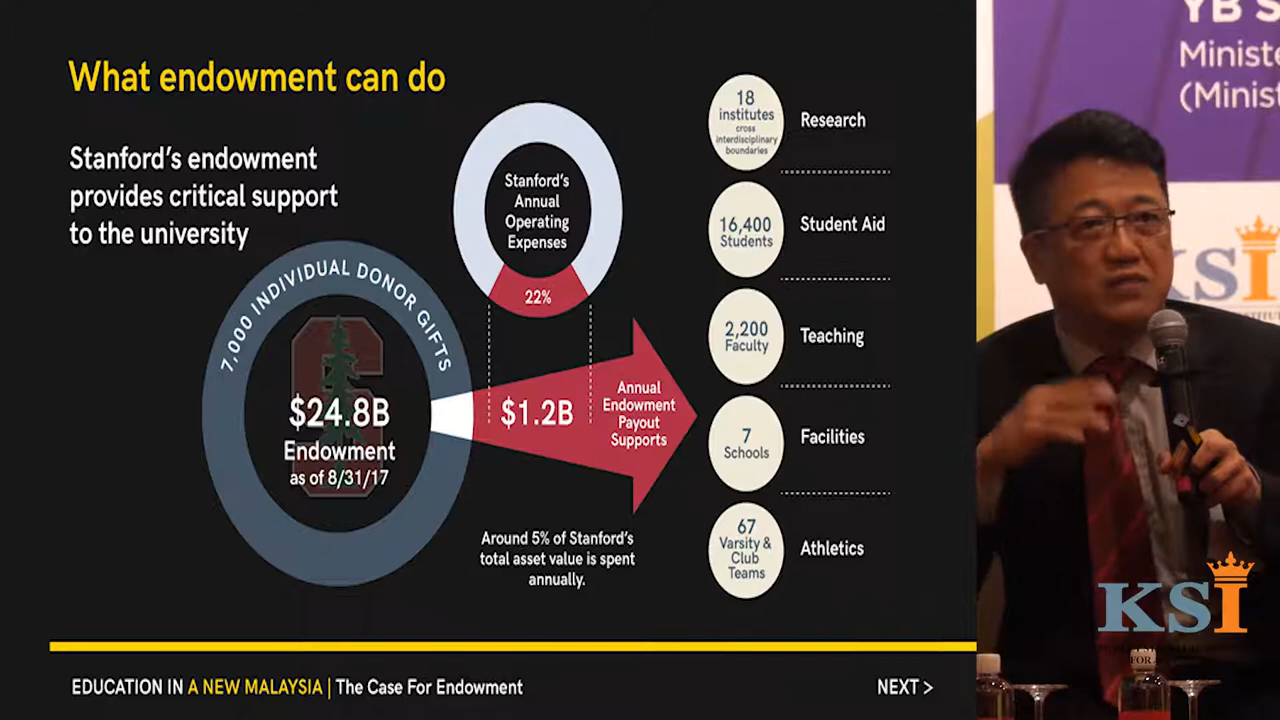 What endowment can do
Stanford's endowment
provides critical support
to the university
7,000 INDIVIDUAL DONOR GIFTS
$24.8B
Endowment
as of 8/31/17
Stanford's
Annual
Operating
Expenses
22%
$1.2B
Annual
Endowment
Payout
Supports
Around 5% of Stanford's
total asset value is spent
annually.
18
institutes
cross
interdisciplinary
boundaries
Research
16,400
Students
Student Aid
2,200
Faculty
Teaching
7
Schools
Facilities
67
Varsity &
Club
Teams
Athletics
EDUCATION IN A NEW MALAYSIA | The Case For Endowment
NEXT >
YB S
Ministe
(Minist
KSI
KSI